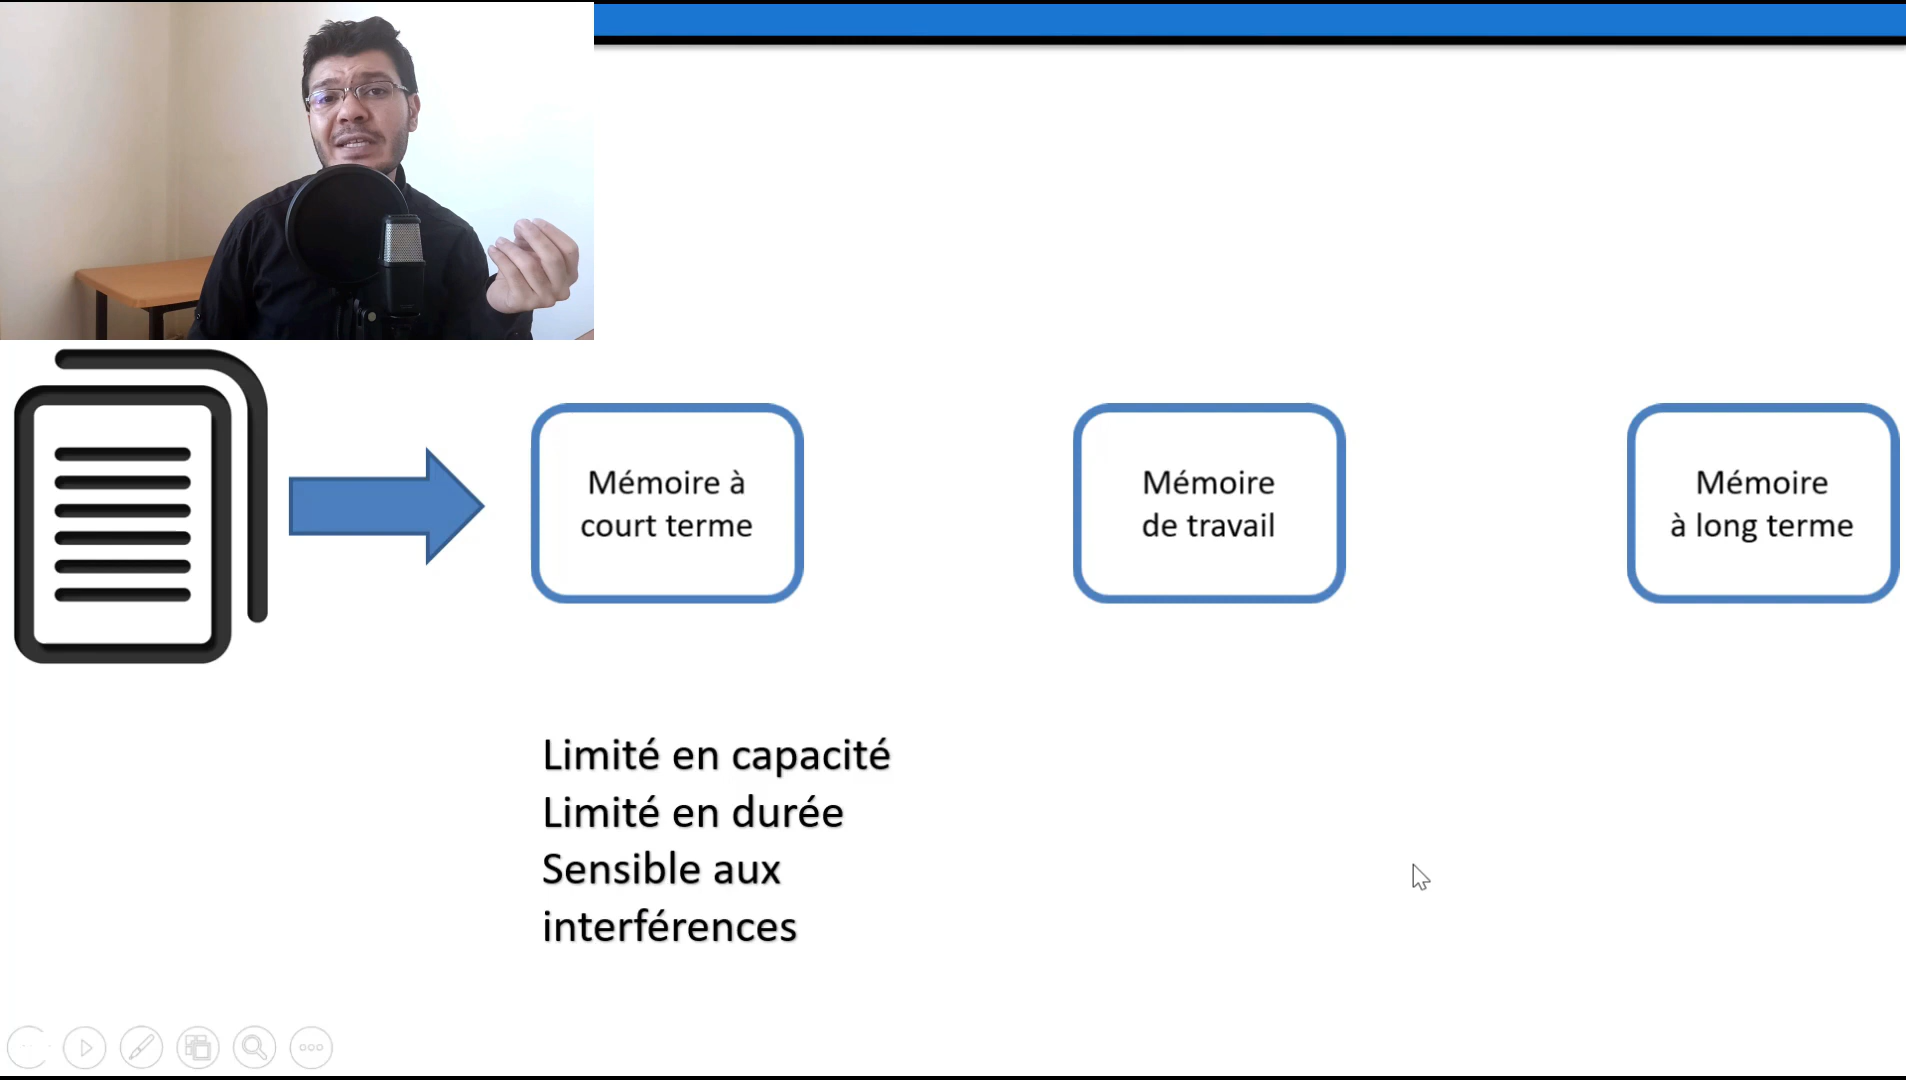 Mémoire à
court terme
Mémoire
de travail
Mémoire
à long terme
Limité en capacité
Limité en durée
Sensible aux
interférences